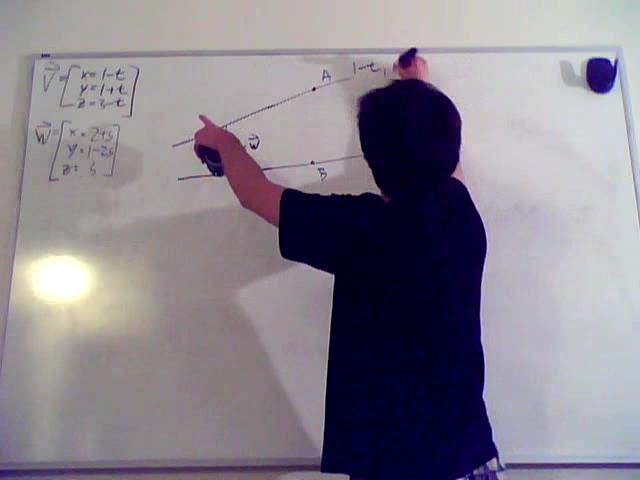 V = [x = 1-t
y = 1+t
z = 3-t]
W = [x = 2+s
y = 1-2s
z = s]
A
1-t,
W
B